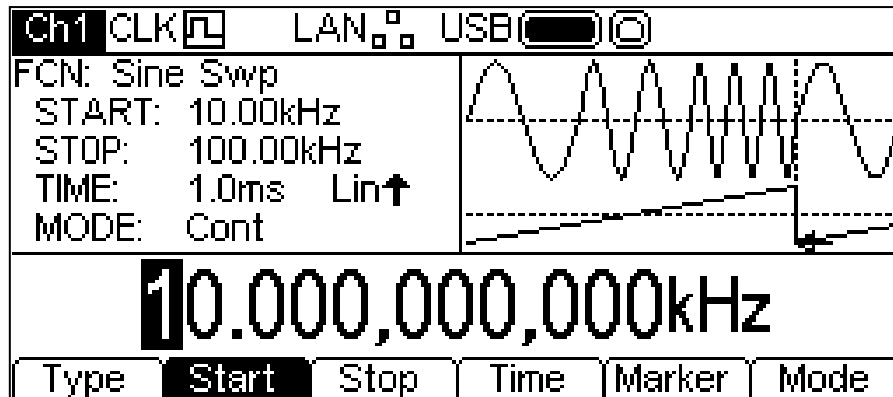 Ch1 CLK LAN USB
FCN: Sine Swp
START: 10.00kHz
STOP: 100.00kHz
TIME: 1.0ms Lin↑
MODE: Cont
10.000,000,000kHz
Type Start Stop Time Marker Mode